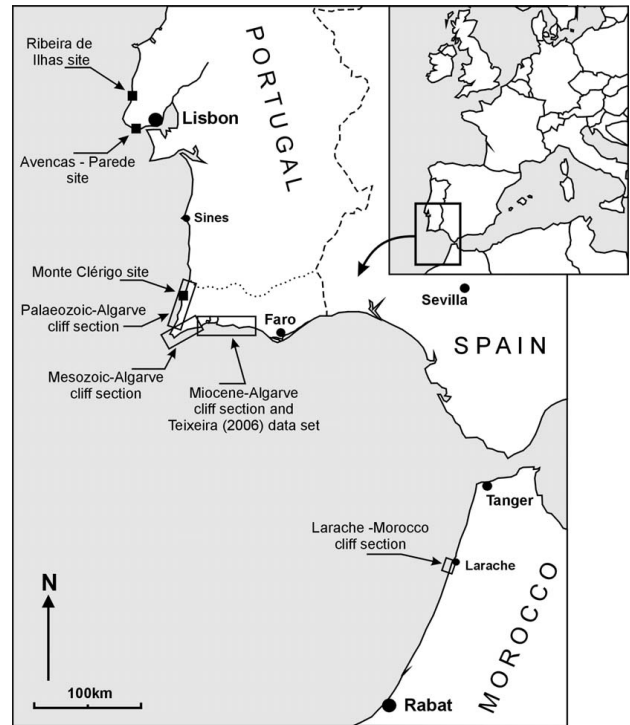 Ribeira de
Ilhas site
Lisbon
Avencas - Parede
site
PORTUGAL
Sines
Monte Clérigo site
Palaeozoic-Algarve
cliff section
Mesozoic-Algarve
cliff section
Faro
Miocene-Algarve
cliff section and
Teixeira (2006) data set
Sevilla
SPAIN
Tanger
Larache -Morocco
cliff section
Larache
MOROCCO
Rabat
N
100km